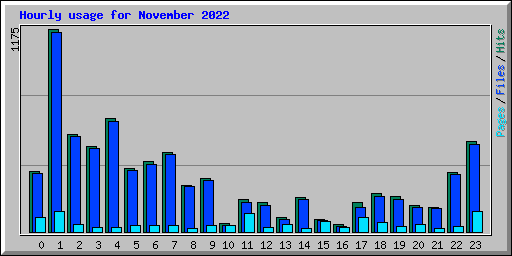 Hourly usage for November 2022
1175
Pages/Files/Hits
0 1 2 3 4 5 6 7 8 9 10 11 12 13 14 15 16 17 18 19 20 21 22 23